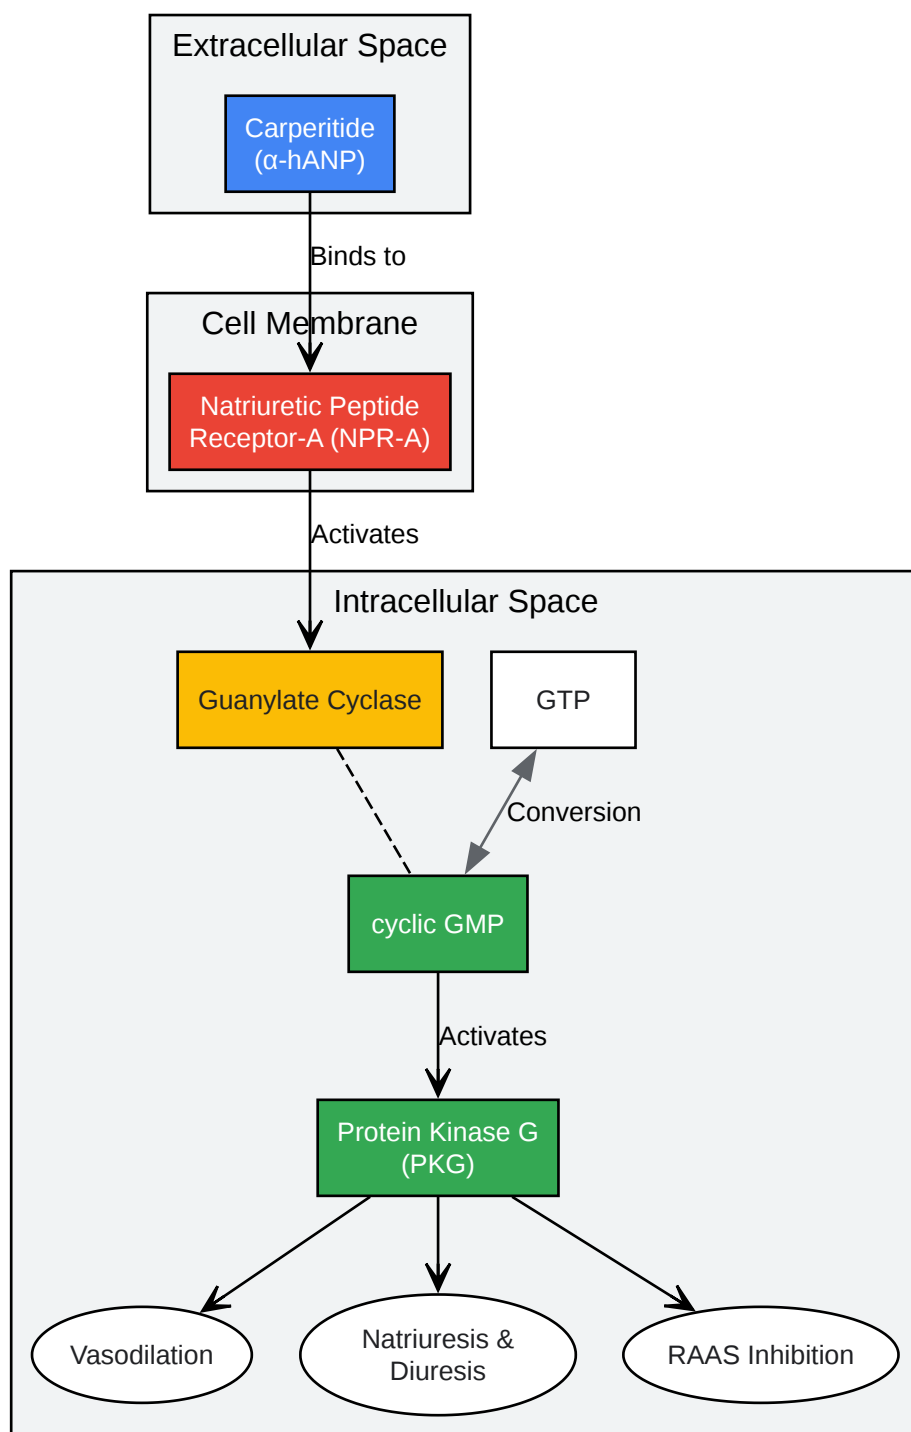 Extracellular Space
Carperitide
(α-hANP)
Binds to
Cell Membrane
Natriuretic Peptide
Receptor-A (NPR-A)
Activates
Intracellular Space
Guanylate Cyclase
GTP
Conversion
cyclic GMP
Activates
Protein Kinase G
(PKG)
Vasodilation
Natriuresis &
Diuresis
RAAS Inhibition